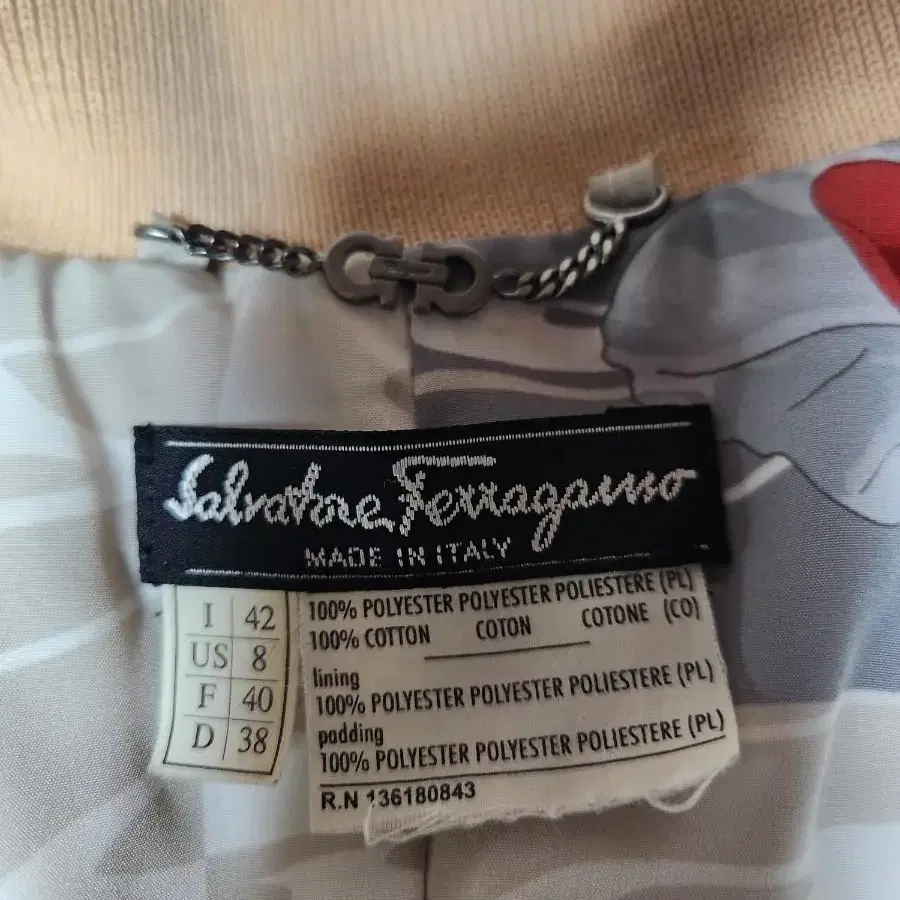 Salvatore Ferragamo
MADE IN ITALY
I 42
US 8
F 40
D 38
100% POLYESTER POLYESTER POLIESTERE (PL)
100% COTTON COTON COTONE (CO)
lining
100% POLYESTER POLYESTER POLIESTERE (PL)
padding
100% POLYESTER POLYESTER POLIESTERE (PL)
R.N 136180843